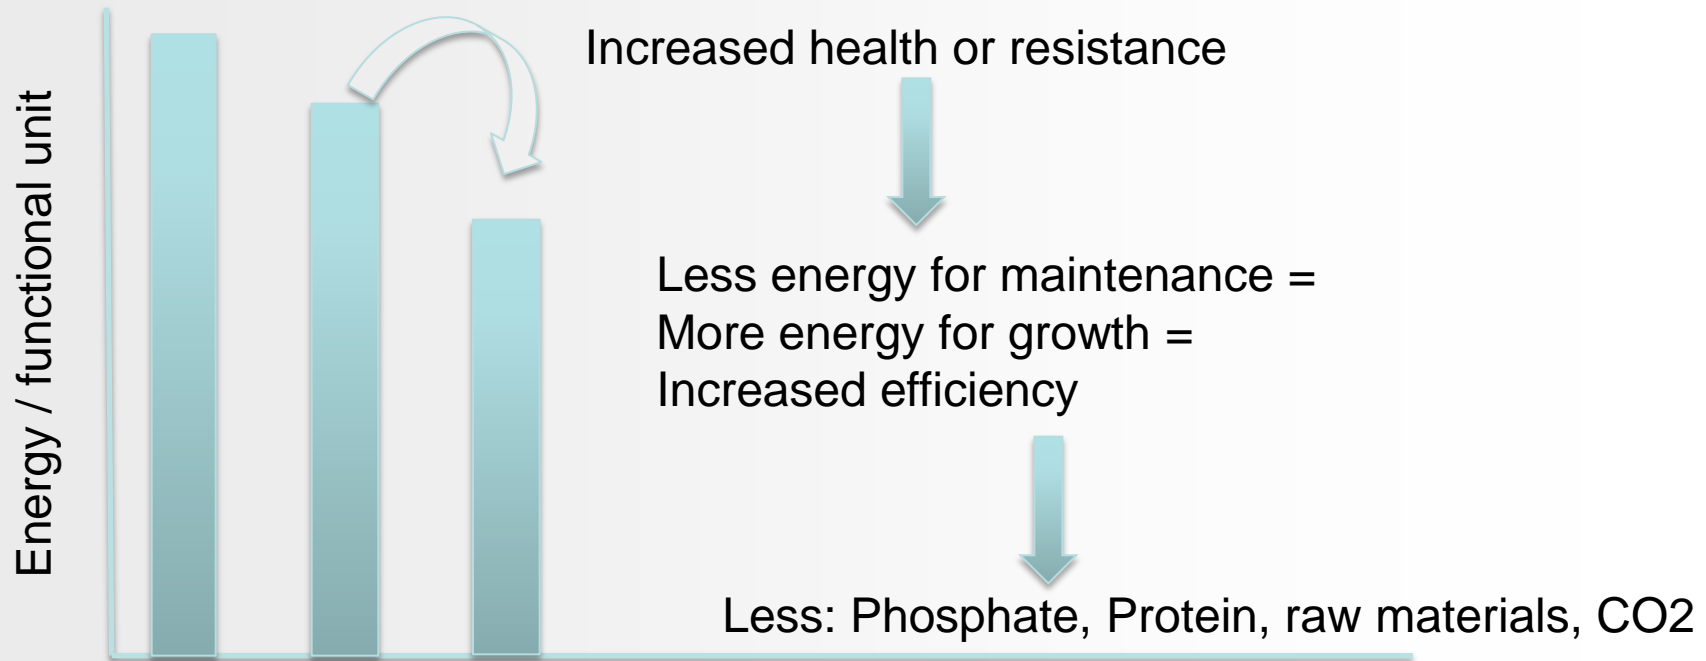 Energy / functional unit
Increased health or resistance
Less energy for maintenance =
More energy for growth =
Increased efficiency
Less: Phosphate, Protein, raw materials, CO2